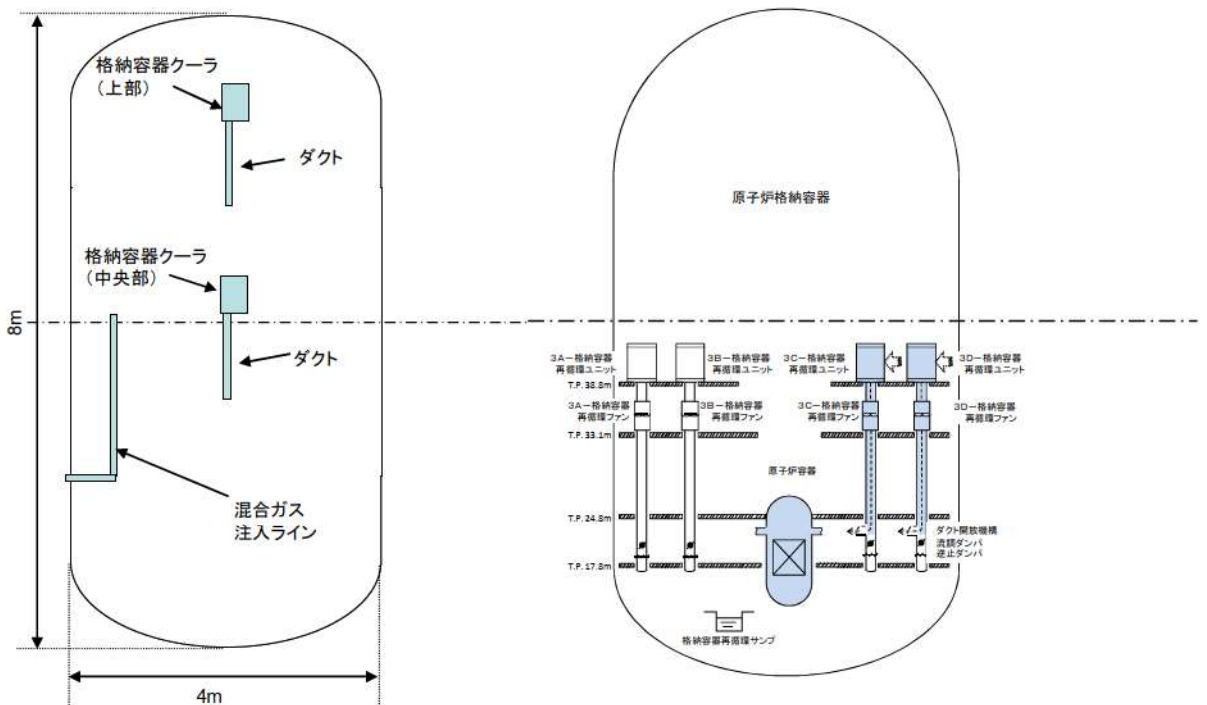 格納容器クーラ
（上部）
ダクト
格納容器クーラ
（中央部）
8m
ダクト
混合ガス
注入ライン
4m
原子炉格納容器
3A－格納容器
再循環ユニット
3B－格納容器
再循環ユニット
3C－格納容器
再循環ユニット
3D－格納容器
再循環ユニット
T.P. 38.8m
3A－格納容器
再循環ファン
3B－格納容器
再循環ファン
3C－格納容器
再循環ファン
3D－格納容器
再循環ファン
T.P. 33.1m
原子炉容器
T.P. 24.8m
ダクト開放機構
流調ダンパ
逆止ダンパ
T.P. 17.8m
格納容器再循環サンプ